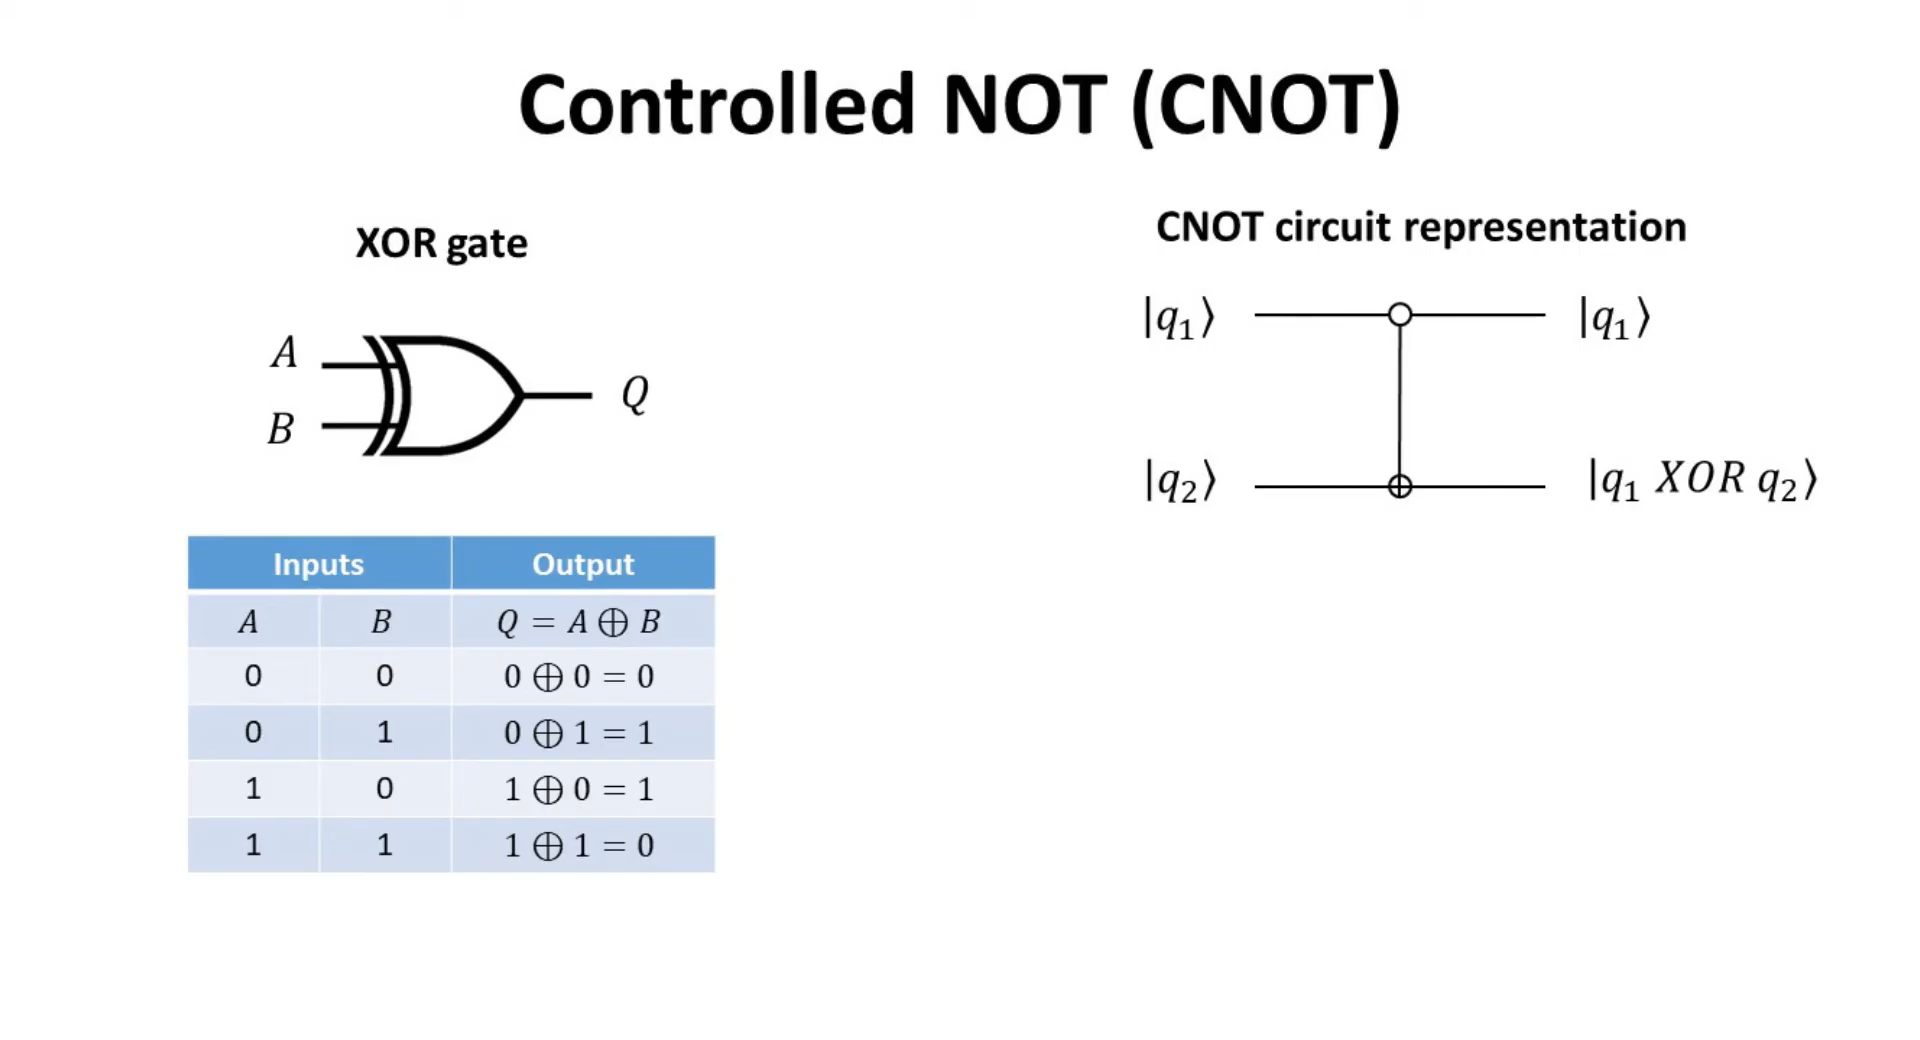 Controlled NOT (CNOT)
XOR gate
A
B
Q
Inputs Output
A B Q = A ⊕ B
0 0 0 ⊕ 0 = 0
0 1 0 ⊕ 1 = 1
1 0 1 ⊕ 0 = 1
1 1 1 ⊕ 1 = 0
CNOT circuit representation
|q₁⟩ |q₁⟩
|q₂⟩ |q₁ XOR q₂⟩